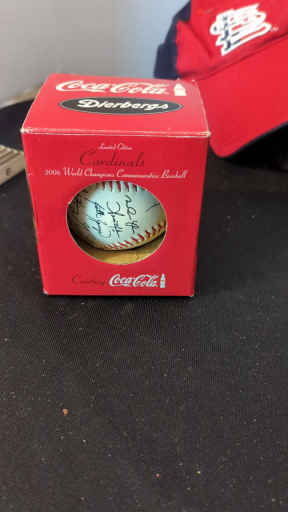 Coca-Cola
Dierbergs
Limited Edition
Cardinals
2006 World Champions Commemorative Baseball
Courtesy Coca-Cola